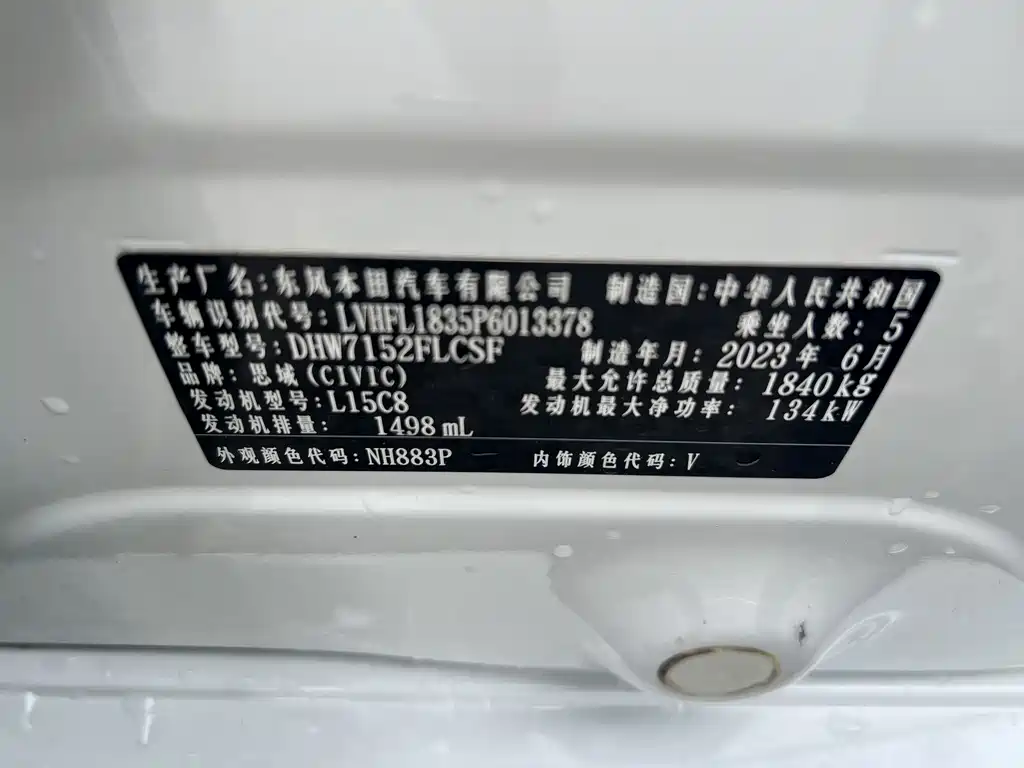 生产厂名:东风本田汽车有限公司 制造国:中华人民共和国
车辆识别代号:LVHFL1835P6013378 乘坐人数:5
整车型号:DHW7152FLCSF 制造年月:2023年 6月
品牌:思域(CIVIC) 最大允许总质量:1840kg
发动机型号:L15C8 发动机最大净功率:134kW
发动机排量: 1498mL
外观颜色代码:NH883P 内饰颜色代码:V